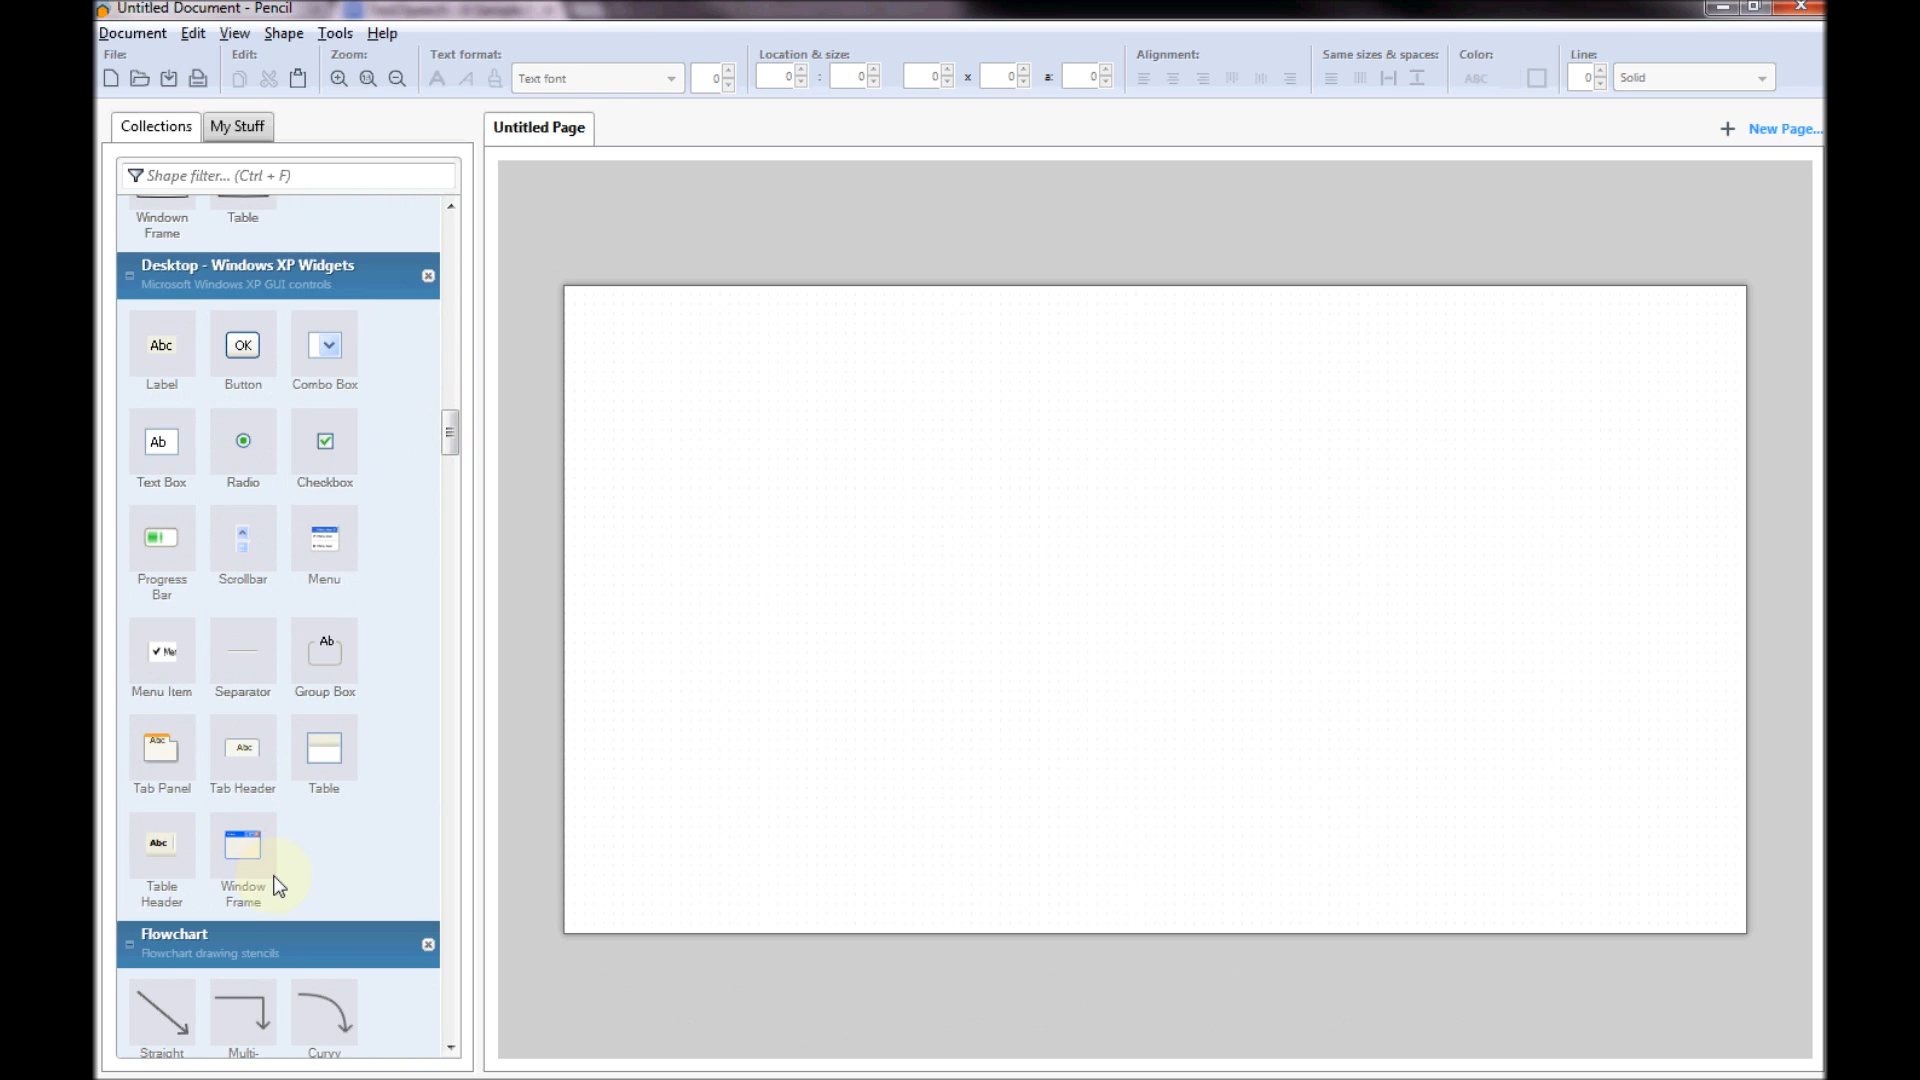 Untitled Document - Pencil
Document Edit View Shape Tools Help
File: Edit: Zoom: Text format: Location & size: Alignment: Same sizes & spaces: Color: Line:
Text font 0 0 : 0 0 x 0 a: 0 ABC 0 Solid
Collections My Stuff
Untitled Page
New Page...
Shape filter... (Ctrl + F)
Windown Table
Frame
Desktop - Windows XP Widgets
Microsoft Windows XP GUI controls
Abc OK
Label Button Combo Box
Ab
Text Box Radio Checkbox
Progress Scrollbar Menu
Bar
Ab
Menu Item Separator Group Box
Abc Abc
Tab Panel Tab Header Table
Abc
Table Window
Header Frame
Flowchart
Flowchart drawing stencils
Straight Multi- Curvy